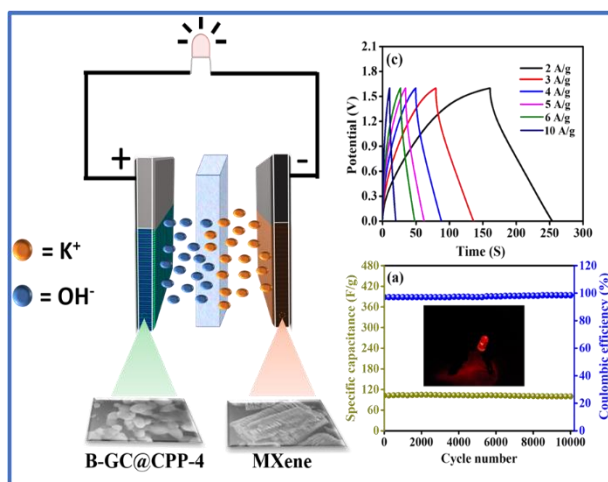 +
-
= K⁺
= OH⁻
B-GC@CPP-4
MXene
(c)
2 A/g
3 A/g
4 A/g
5 A/g
6 A/g
10 A/g
Potential (V)
2.1
1.8
1.5
1.2
0.9
0.6
0.3
0.0
0 50 100 150 200 250 300
Time (S)
(a)
Specific capacitance (F/g)
480
420
360
300
240
180
120
60
0
Coulombic efficiency (%)
120
100
80
60
40
20
0
0 2000 4000 6000 8000 10000
Cycle number